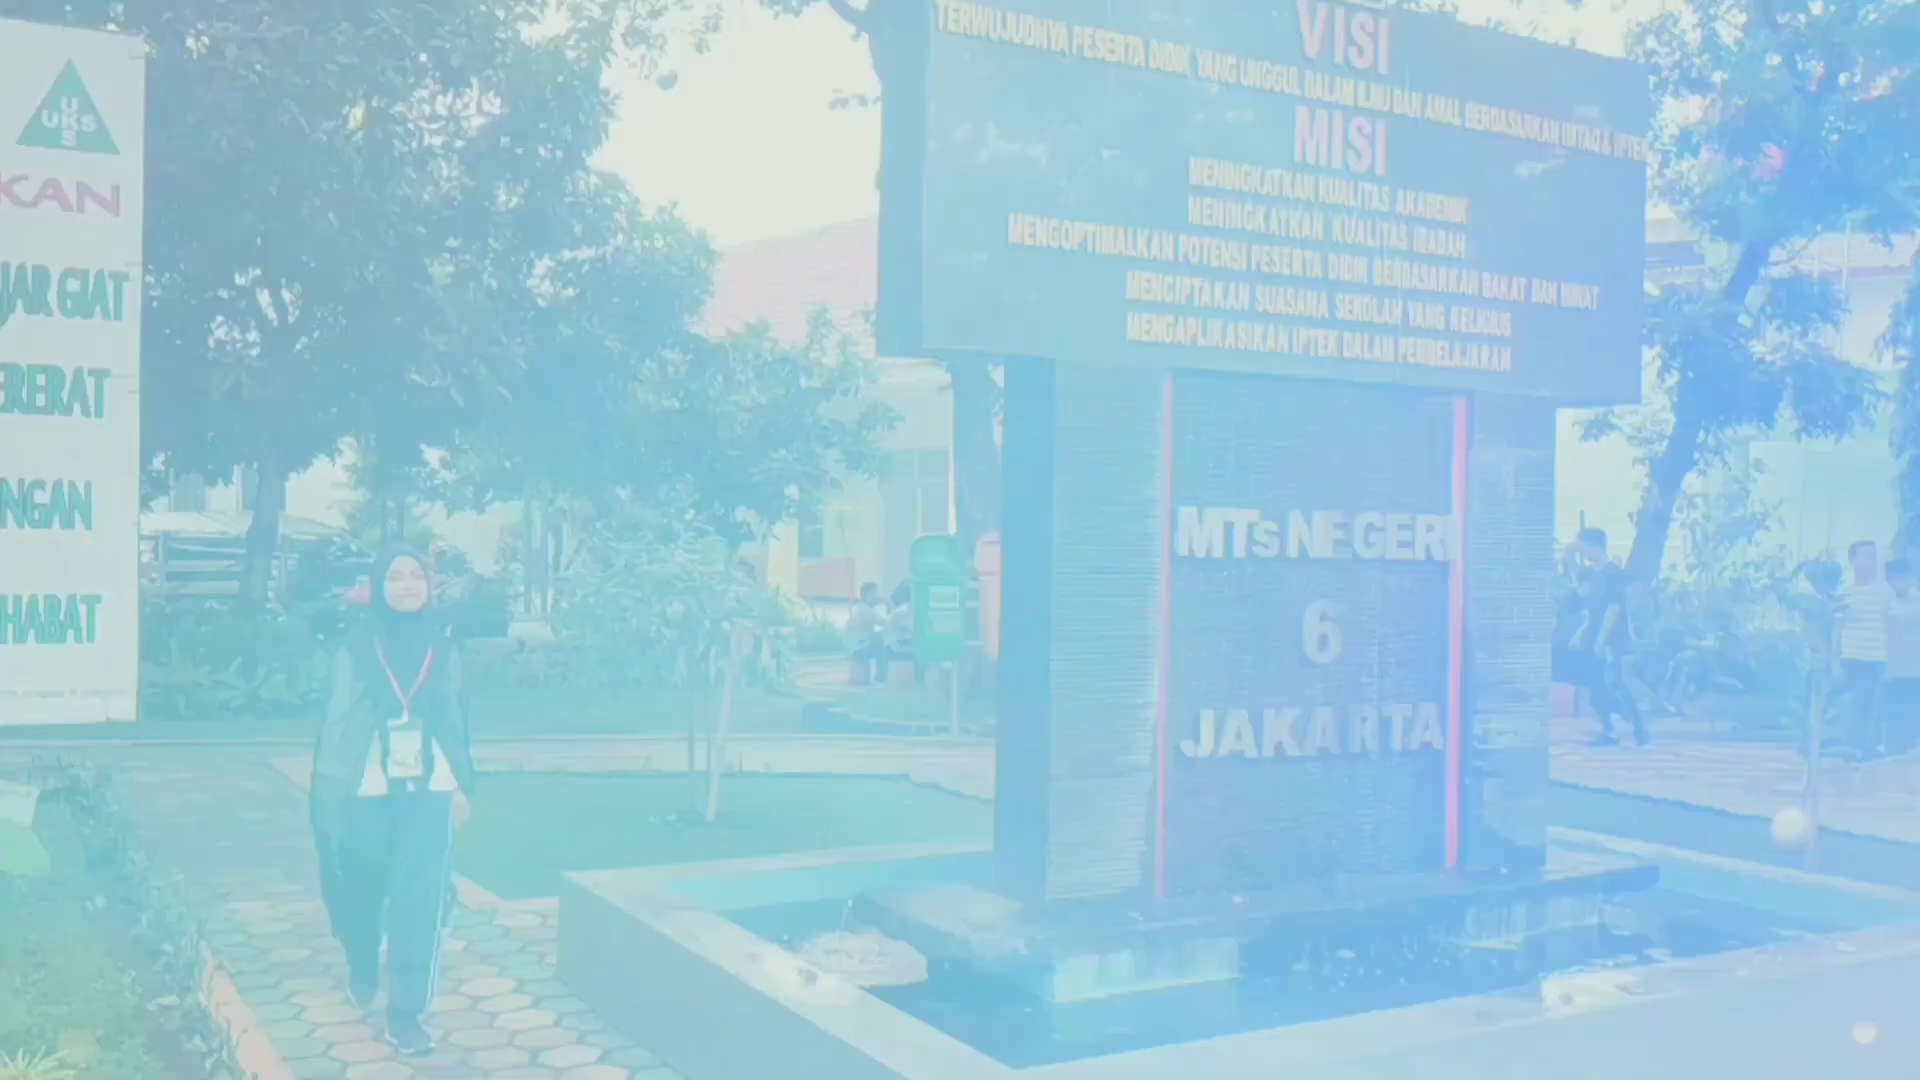 UKS
UKS
KAN
JAR GIAT
ERERAT
NGAN
HABAT
VISI
TERWUJUDNYA PESERTA DIDIK YANG UNGGUL DALAM ILMU DAN AMAL BERDASARKAN IMTAQ & IPTEK
MISI
MENINGKATKAN KUALITAS AKADEMIK
MENINGKATKAN KUALITAS IBADAH
MENGOPTIMALKAN POTENSI PESERTA DIDIK BERDASARKAN BAKAT DAN MINAT
MENCIPTAKAN SUASANA SEKOLAH YANG RELIGIUS
MENGAPLIKASIKAN IPTEK DALAM PEMBELAJARAN
MTs NEGERI
6
JAKARTA